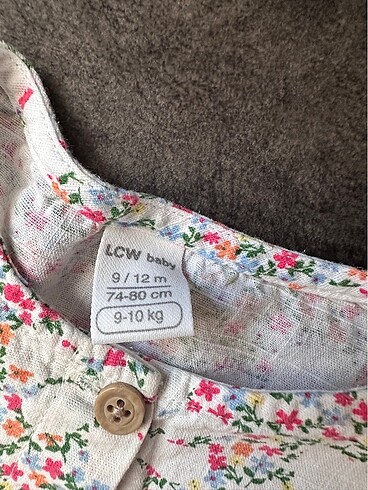 LCW baby
9 / 12 m
74-80 cm
9-10 kg